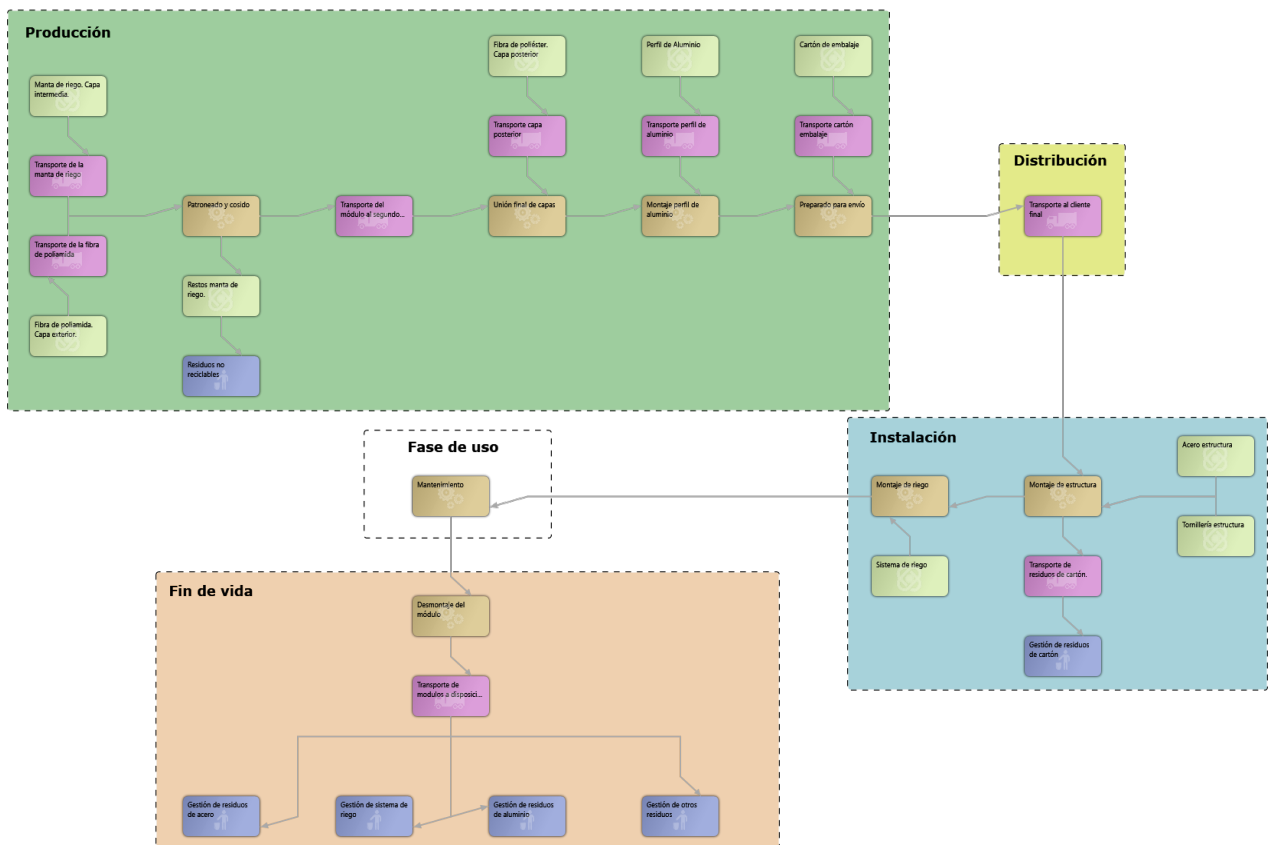 Producción
Manta de riego. Capa
intermedia.
Transporte de la
manta de riego
Transporte de la fibra
de poliamida
Fibra de poliamida.
Capa exterior.
Patroneado y cosido
Restos manta de
riego.
Residuos no
reciclables
Transporte del
módulo al segundo...
Fibra de poliéster.
Capa posterior
Transporte capa
posterior
Unión final de capas
Perfil de Aluminio
Transporte perfil de
aluminio
Montaje perfil de
aluminio
Cartón de embalaje
Transporte cartón
embalaje
Preparado para envío
Distribución
Transporte al cliente
final
Instalación
Acero estructura
Tornillería estructura
Montaje de estructura
Transporte de
residuos de cartón.
Gestión de residuos
de cartón
Montaje de riego
Sistema de riego
Fase de uso
Mantenimiento
Fin de vida
Desmontaje del
módulo
Transporte de
modulos a disposici...
Gestión de residuos
de acero
Gestión de sistema de
riego
Gestión de residuos
de aluminio
Gestión de otros
residuos